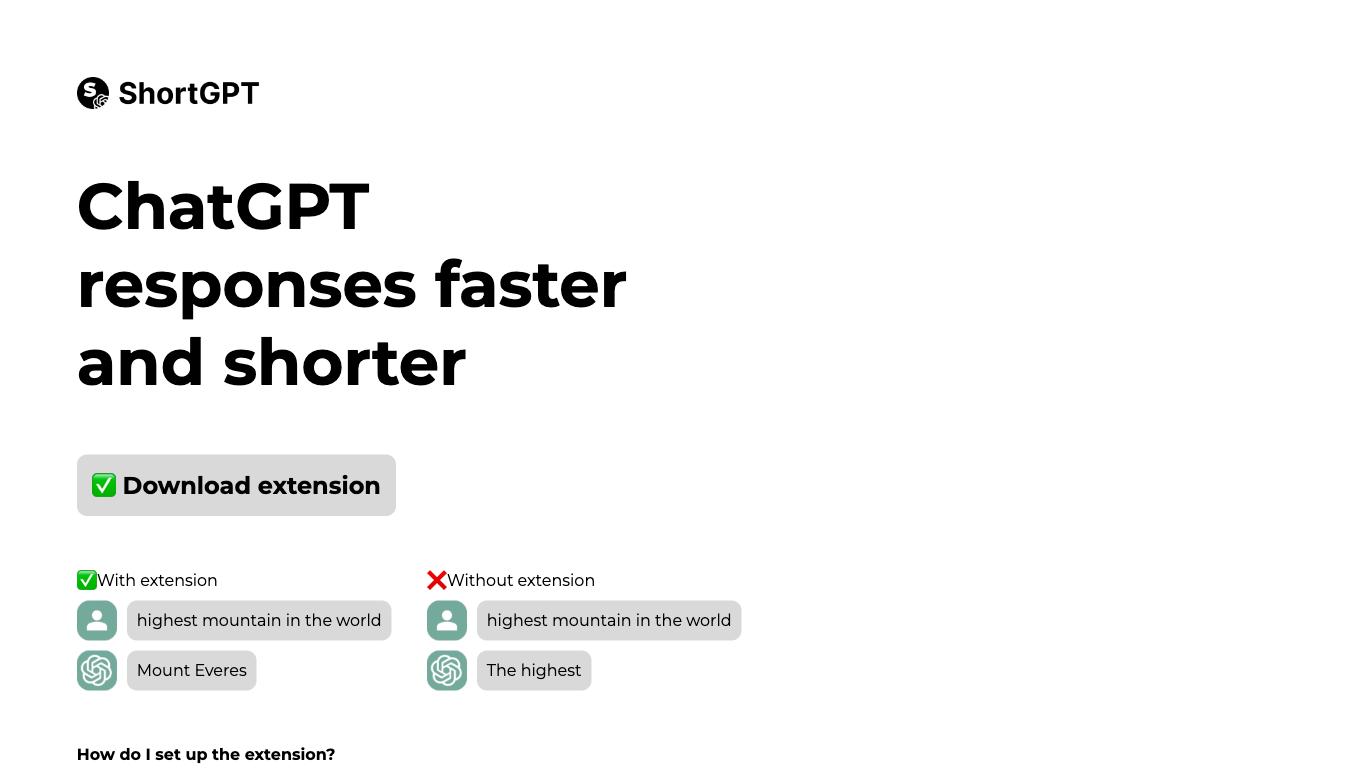 ShortGPT
ChatGPT
responses faster
and shorter
✅ Download extension
✅With extension
highest mountain in the world
Mount Everes
❌Without extension
highest mountain in the world
The highest
How do I set up the extension?